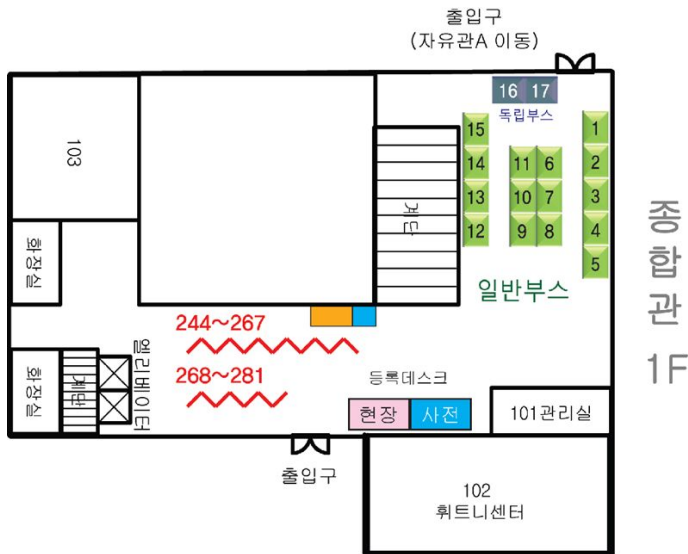 출입구
(자유관A 이동)
16 17
독립부스
15
14
13
12
11 6
10 7
9 8
1
2
3
4
5
일반부스
103
계단
화장실
244~267
268~281
엘리베이터
화장실
계단
등록데스크
현장 사전
101관리실
출입구
102
휘트니센터
종합관 1F